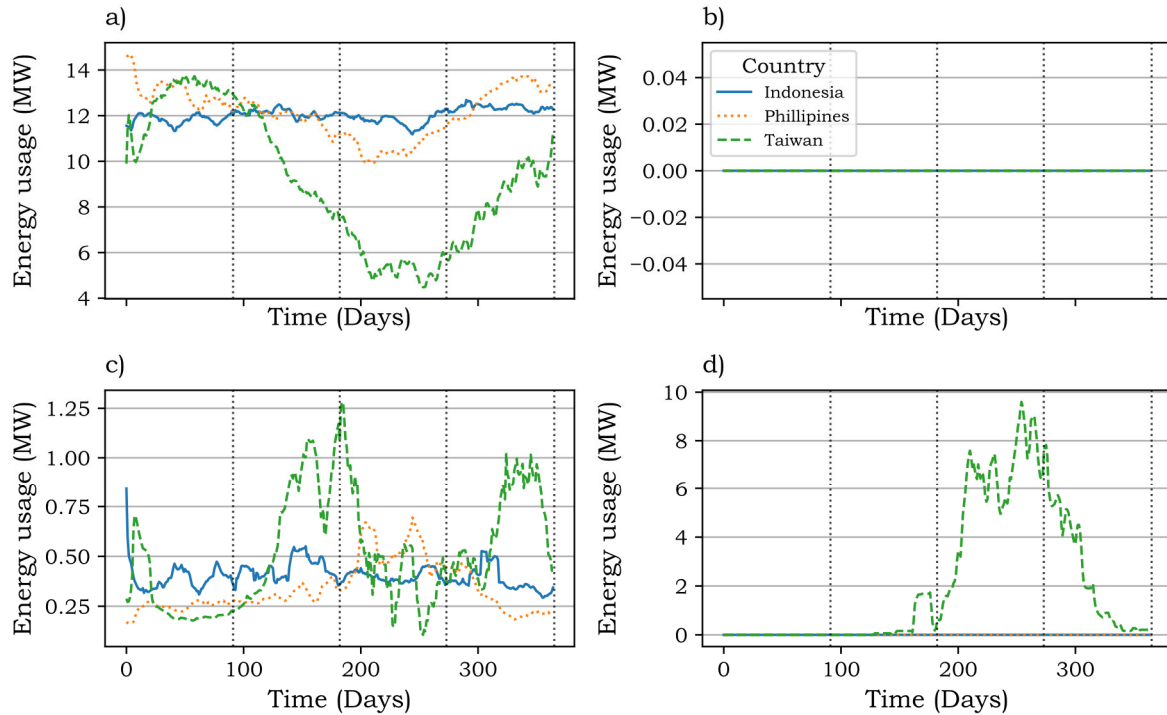 a)
Energy usage (MW)
14
12
10
8
6
4
Time (Days)
b)
Energy usage (MW)
0.04
0.02
0.00
−0.02
−0.04
Country
Indonesia
Phillipines
Taiwan
Time (Days)
c)
Energy usage (MW)
1.25
1.00
0.75
0.50
0.25
0
100
200
300
Time (Days)
d)
Energy usage (MW)
10
8
6
4
2
0
0
100
200
300
Time (Days)